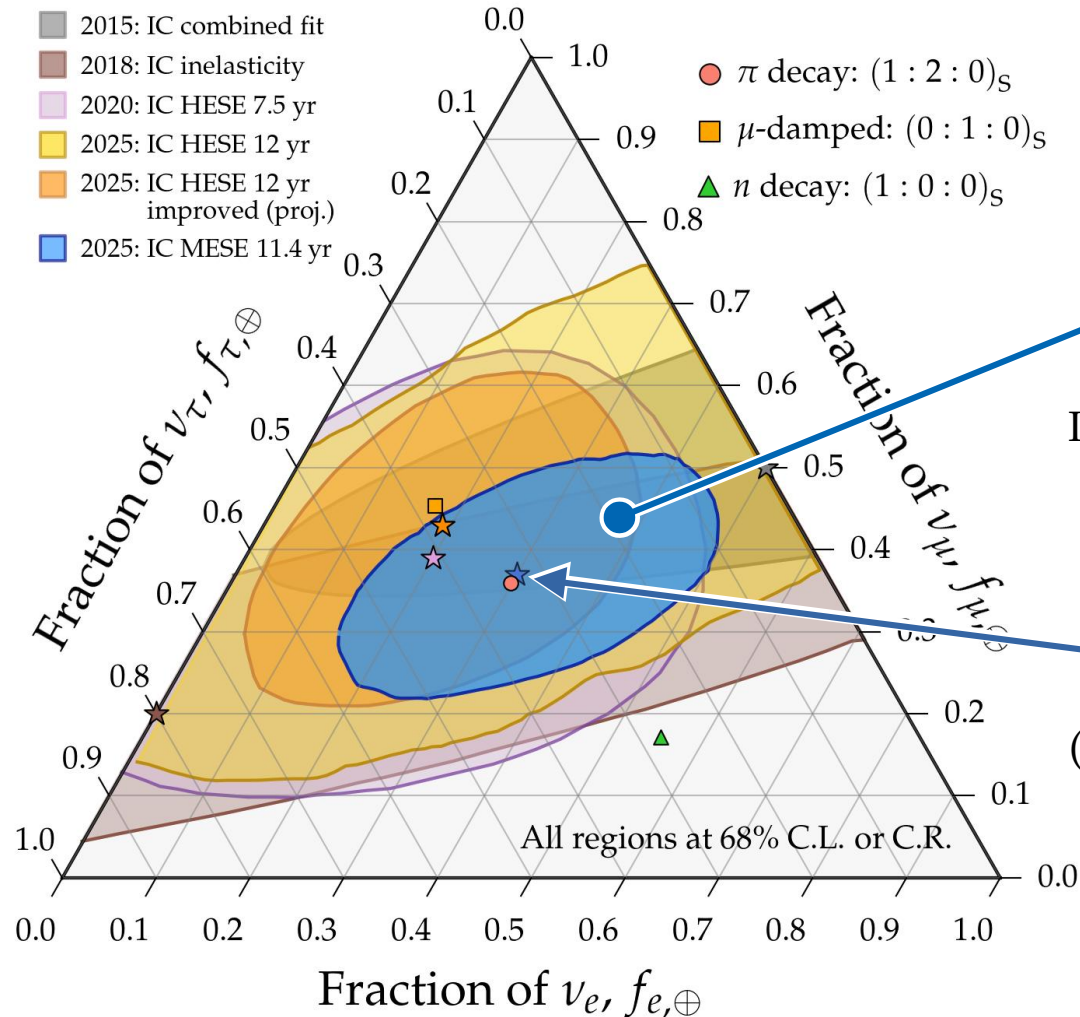 2015: IC combined fit
2018: IC inelasticity
2020: IC HESE 7.5 yr
2025: IC HESE 12 yr
2025: IC HESE 12 yr
improved (proj.)
2025: IC MESE 11.4 yr
π decay: (1 : 2 : 0)S
μ-damped: (0 : 1 : 0)S
n decay: (1 : 0 : 0)S
0.0
0.1
0.2
0.3
0.4
0.5
0.6
0.7
0.8
0.9
1.0
Fraction of ντ, fτ,⊕
1.0
0.9
0.8
0.7
0.6
0.5
0.4
0.3
0.2
0.1
0.0
Fraction of νμ, fμ,⊕
All regions at 68% C.L. or C.R.
0.0
0.1
0.2
0.3
0.4
0.5
0.6
0.7
0.8
0.9
1.0
Fraction of νe, fe,⊕
(